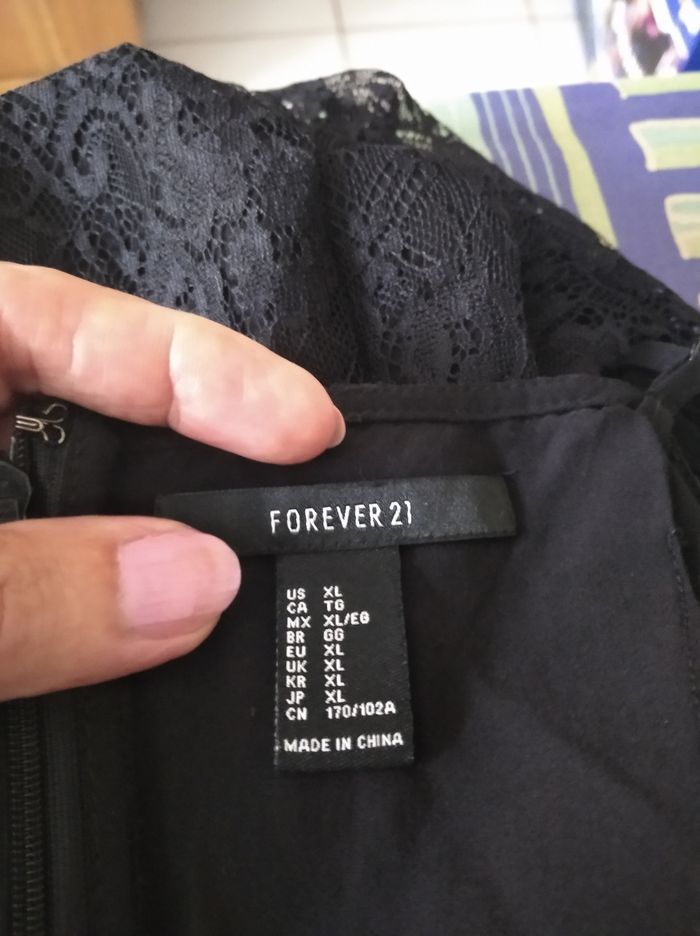 FOREVER 21
US XL
CA TG
MX XL/EG
BR GG
EU XL
UK XL
KR XL
JP XL
CN 170/102A
MADE IN CHINA